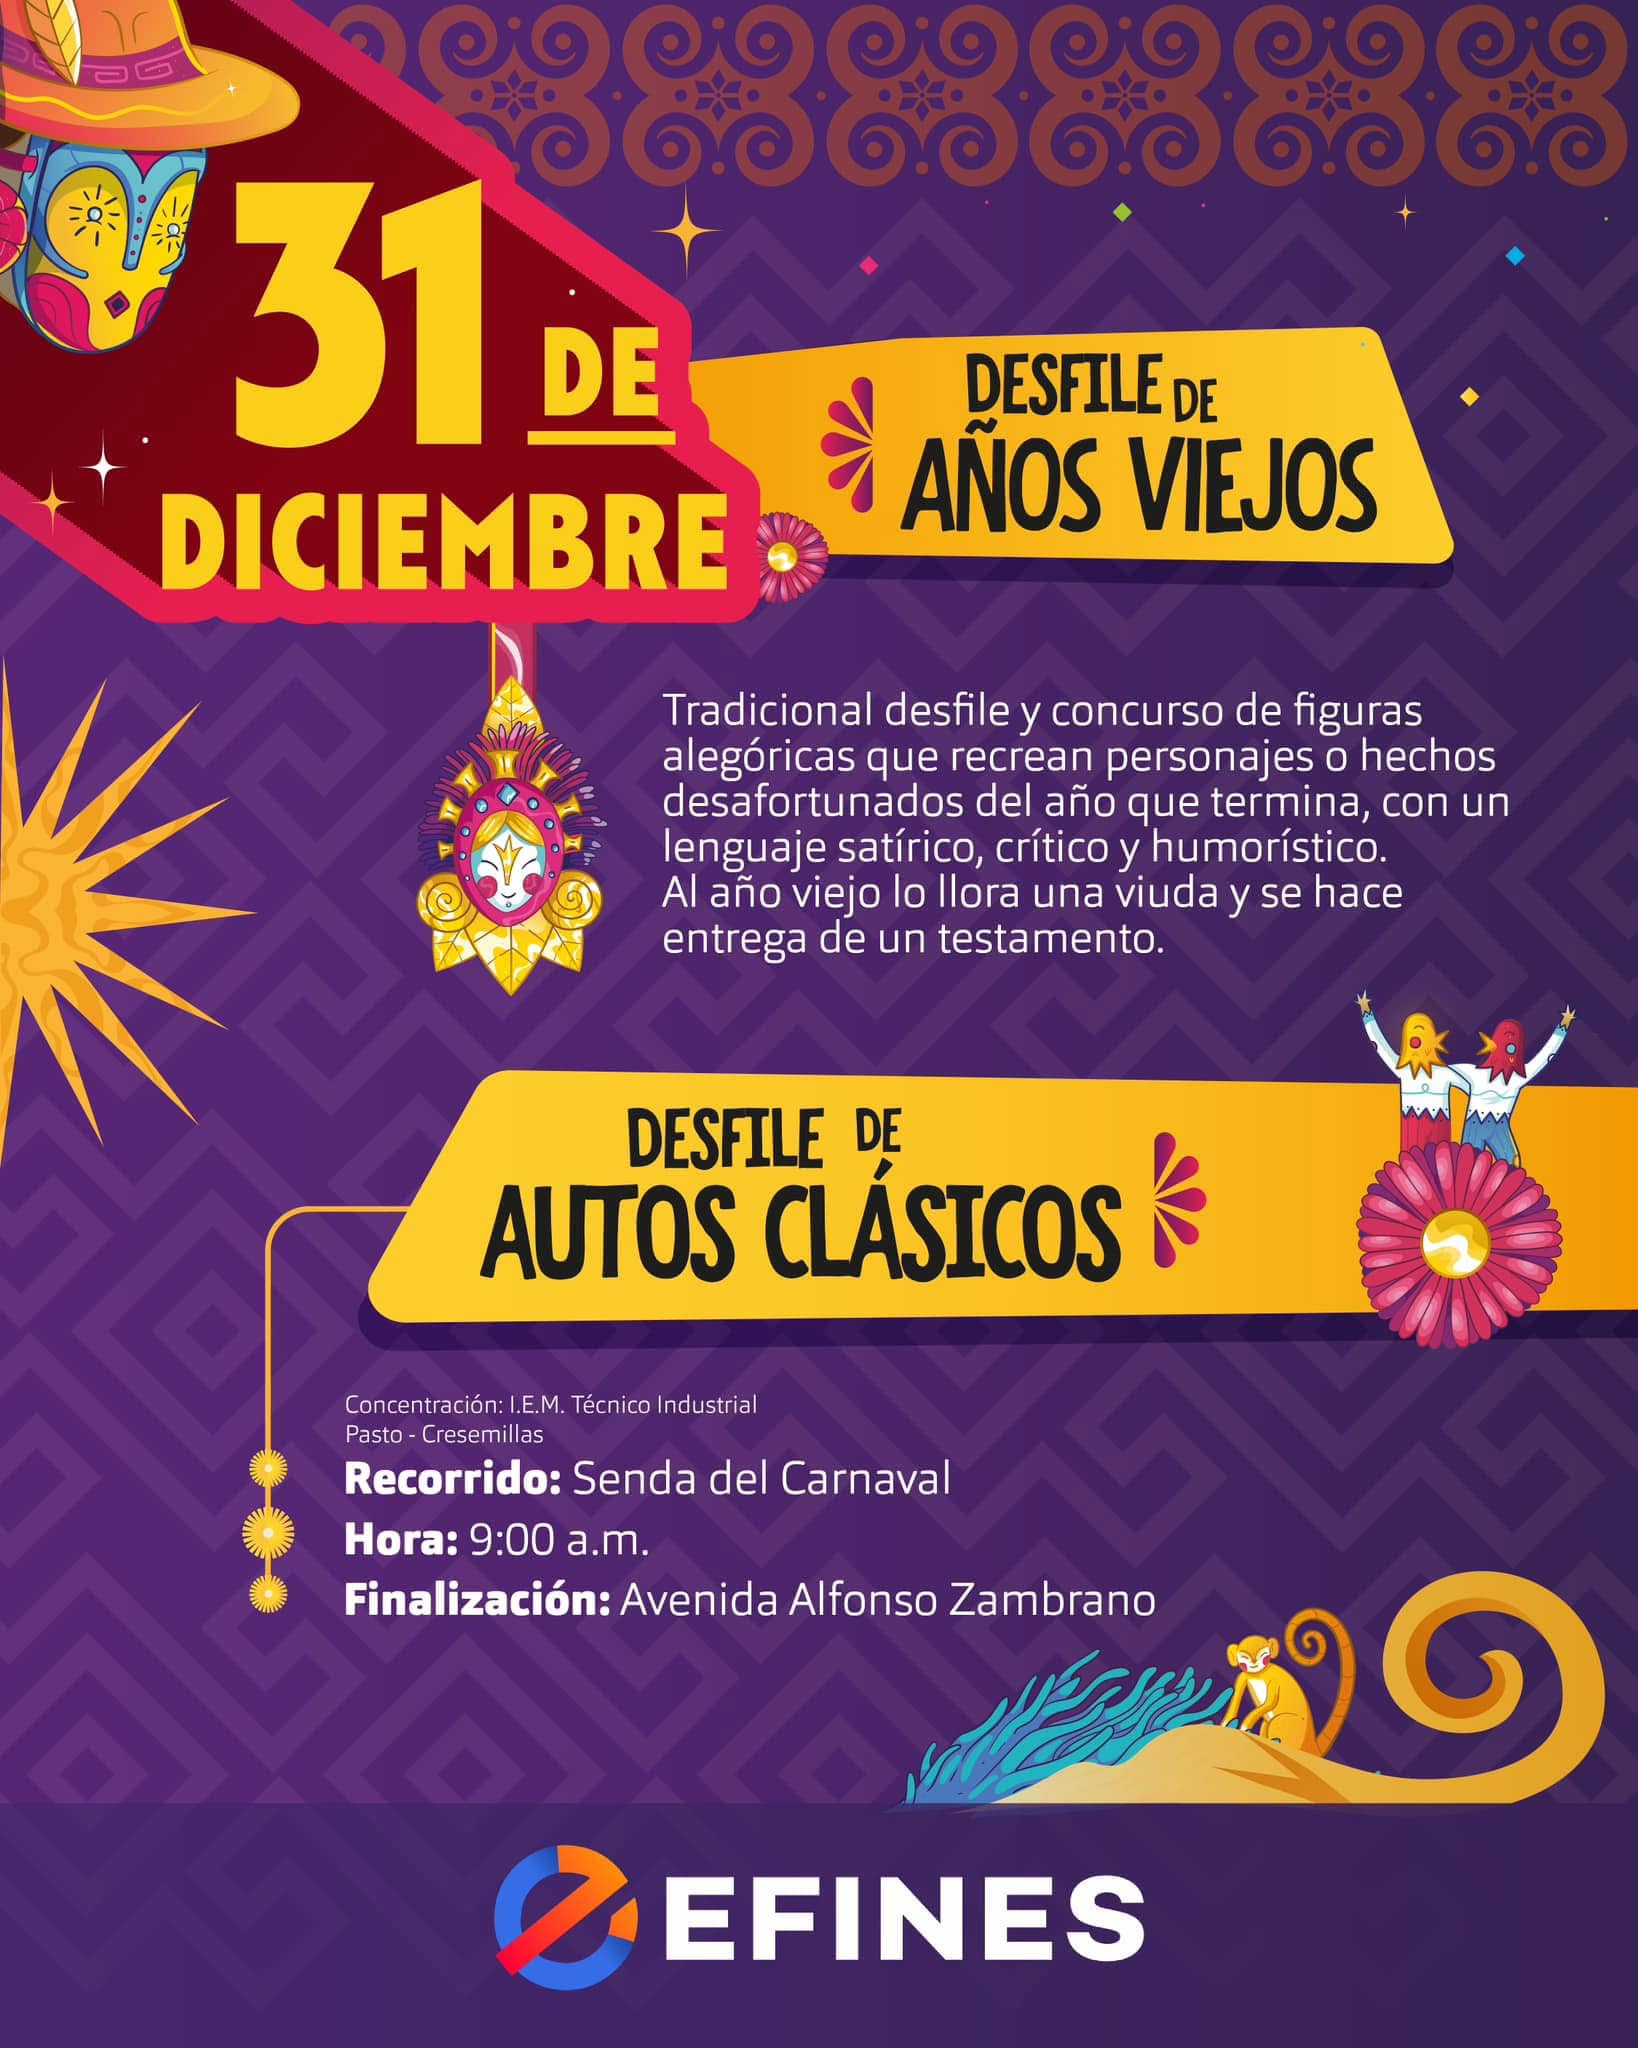 31 DE
DICIEMBRE
DESFILE DE
AÑOS VIEJOS
Tradicional desfile y concurso de figuras
alegóricas que recrean personajes o hechos
desafortunados del año que termina, con un
lenguaje satírico, crítico y humorístico.
Al año viejo lo llora una viuda y se hace
entrega de un testamento.
DESFILE DE
AUTOS CLÁSICOS
Concentración: I.E.M. Técnico Industrial
Pasto - Cresemillas
Recorrido: Senda del Carnaval
Hora: 9:00 a.m.
Finalización: Avenida Alfonso Zambrano
EFINES